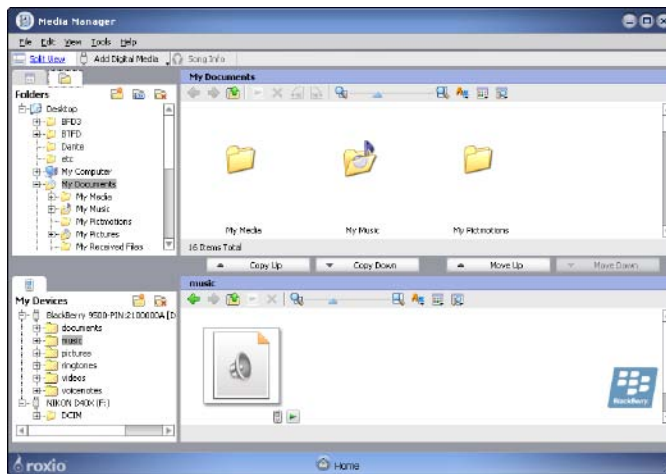 Media Manager
File Edit View Tools Help
Split View Add Digital Media Song Info
Folders
Desktop
BFD3
BTFD
Dante
etc
My Computer
My Documents
My Media
My Music
My Pictmotions
My Pictures
My Received Files
My Documents
My Media My Music My Pictmotions
16 Items Total
Copy Up Copy Down Move Up Move Down
My Devices
BlackBerry 9500-PIN:2100000A [D
documents
music
pictures
ringtones
videos
voicenotes
NIKON D40X (F:)
DCIM
music
BlackBerry
roxio
Home